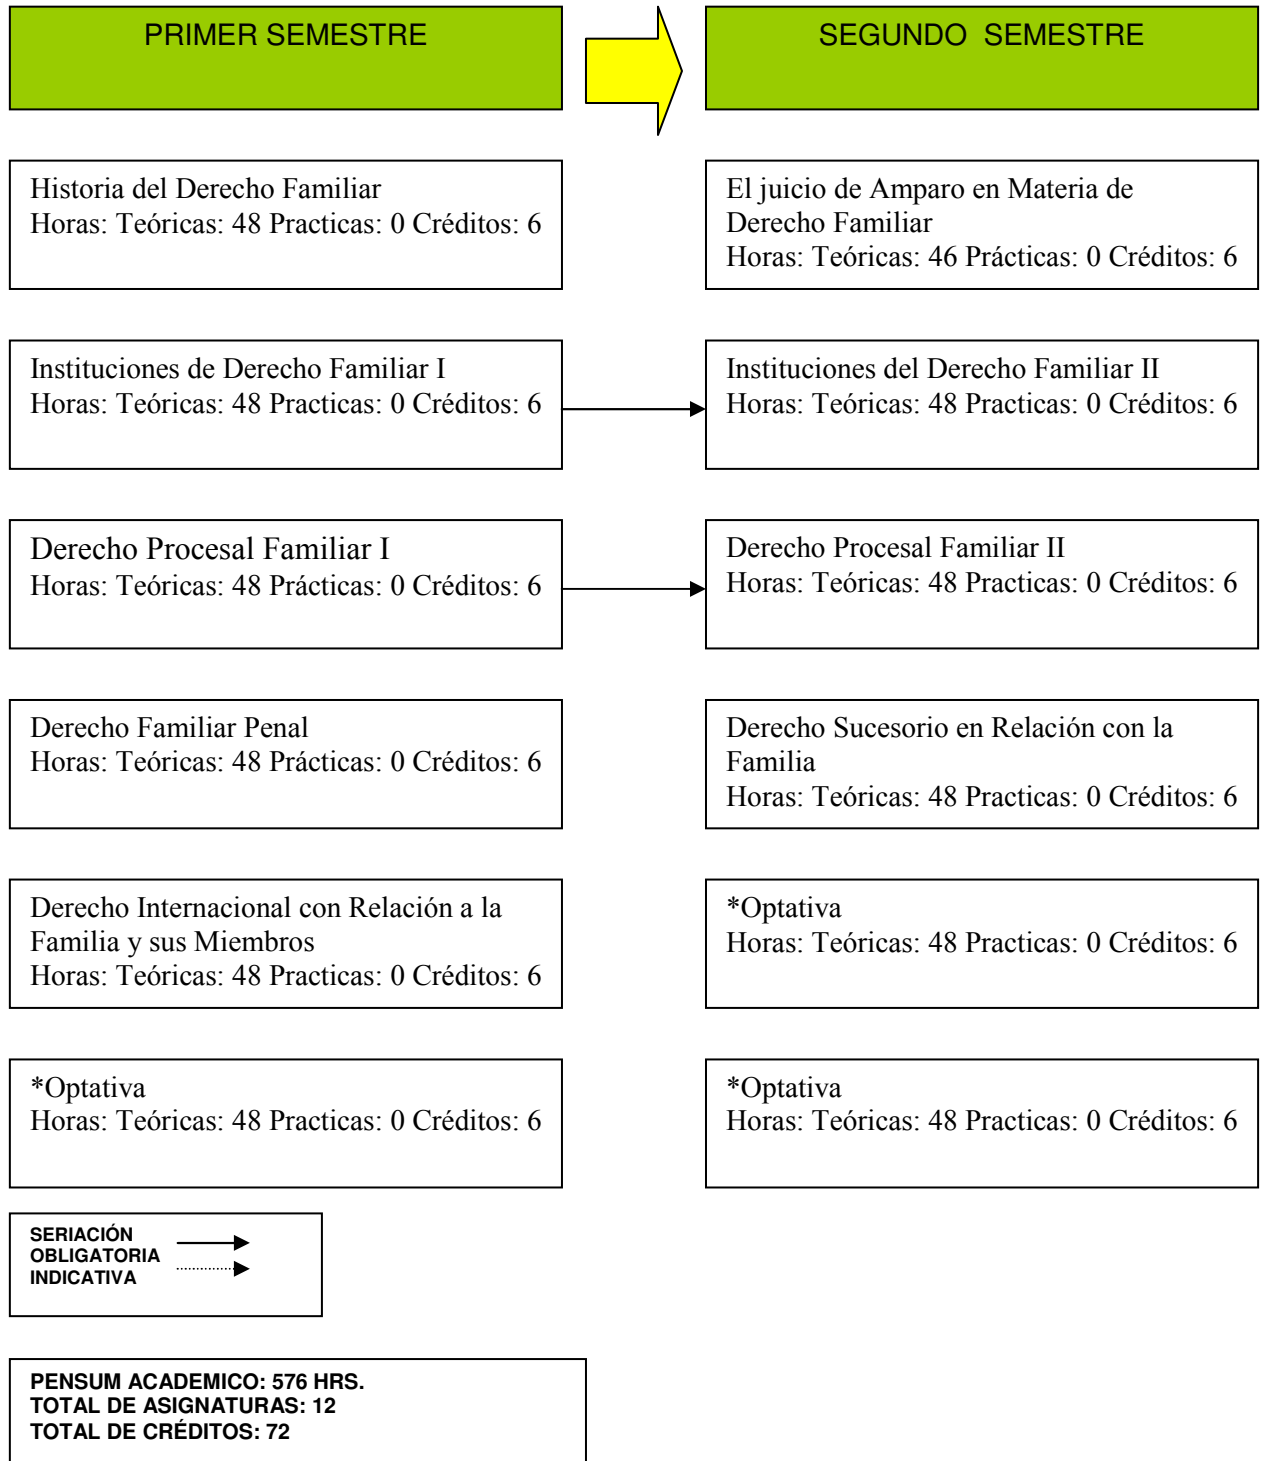 PRIMER SEMESTRE
SEGUNDO SEMESTRE
Historia del Derecho Familiar
Horas: Teóricas: 48 Practicas: 0 Créditos: 6
El juicio de Amparo en Materia de
Derecho Familiar
Horas: Teóricas: 46 Prácticas: 0 Créditos: 6
Instituciones de Derecho Familiar I
Horas: Teóricas: 48 Practicas: 0 Créditos: 6
Instituciones del Derecho Familiar II
Horas: Teóricas: 48 Practicas: 0 Créditos: 6
Derecho Procesal Familiar I
Horas: Teóricas: 48 Prácticas: 0 Créditos: 6
Derecho Procesal Familiar II
Horas: Teóricas: 48 Practicas: 0 Créditos: 6
Derecho Familiar Penal
Horas: Teóricas: 48 Prácticas: 0 Créditos: 6
Derecho Sucesorio en Relación con la
Familia
Horas: Teóricas: 48 Practicas: 0 Créditos: 6
Derecho Internacional con Relación a la
Familia y sus Miembros
Horas: Teóricas: 48 Practicas: 0 Créditos: 6
*Optativa
Horas: Teóricas: 48 Practicas: 0 Créditos: 6
*Optativa
Horas: Teóricas: 48 Practicas: 0 Créditos: 6
*Optativa
Horas: Teóricas: 48 Practicas: 0 Créditos: 6
SERIACIÓN
OBLIGATORIA
INDICATIVA
PENSUM ACADEMICO: 576 HRS.
TOTAL DE ASIGNATURAS: 12
TOTAL DE CRÉDITOS: 72